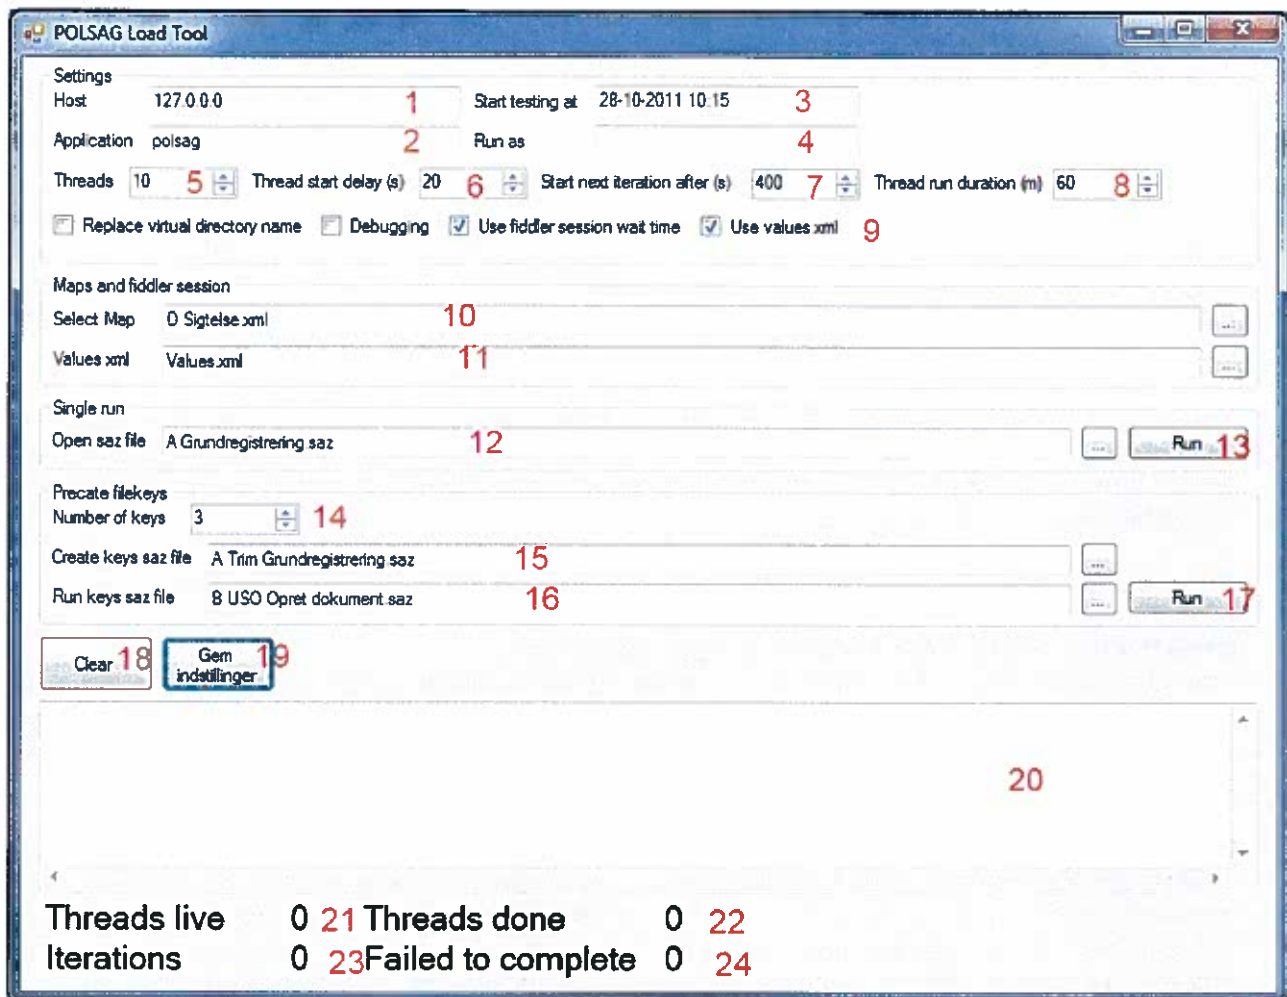 POLSAG Load Tool
Settings
Host 127.0.0.0 1 Start testing at 28-10-2011 10:15 3
Application polsag 2 Run as 4
Threads 10 5 Thread start delay (s) 20 6 Start next iteration after (s) 400 7 Thread run duration (m) 60 8
Replace virtual directory name Debugging Use fiddler session wait time Use values.xml 9
Maps and fiddler session
Select Map D Sigtelse.xml 10 ...
Values xml Values.xml 11 ...
Single run
Open saz file A Grundregistrering.saz 12 ... Run 13
Precate filekeys
Number of keys 3 14
Create keys saz file A Trim Grundregistrering.saz 15 ...
Run keys saz file B USO Opret dokument.saz 16 ... Run 17
Clear 18 Gem indstillinger 19
20
Threads live 0 21 Threads done 0 22
Iterations 0 23 Failed to complete 0 24